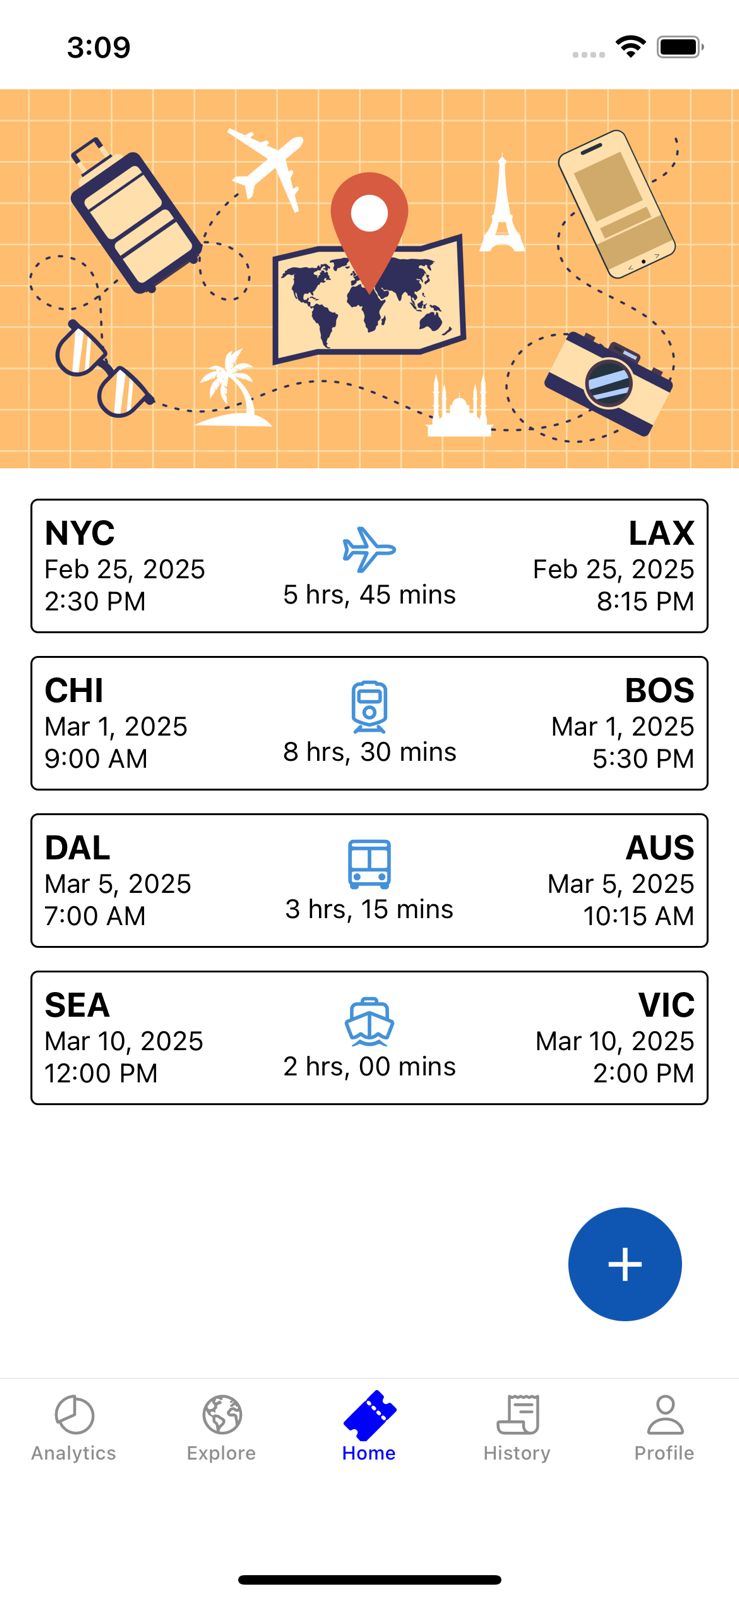 3:09
NYC
Feb 25, 2025
2:30 PM
5 hrs, 45 mins
LAX
Feb 25, 2025
8:15 PM
CHI
Mar 1, 2025
9:00 AM
8 hrs, 30 mins
BOS
Mar 1, 2025
5:30 PM
DAL
Mar 5, 2025
7:00 AM
3 hrs, 15 mins
AUS
Mar 5, 2025
10:15 AM
SEA
Mar 10, 2025
12:00 PM
2 hrs, 00 mins
VIC
Mar 10, 2025
2:00 PM
+
Analytics
Explore
Home
History
Profile